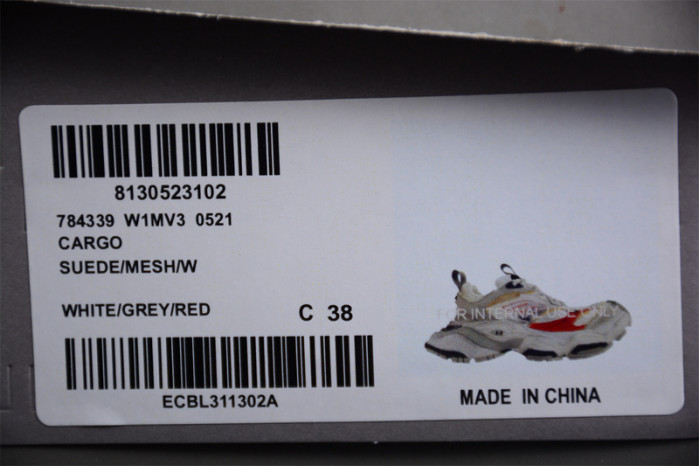 8130523102
784339 W1MV3 0521
CARGO
SUEDE/MESH/W
WHITE/GREY/RED
C 38
ECBL311302A
FOR INTERNAL USE ONLY
MADE IN CHINA